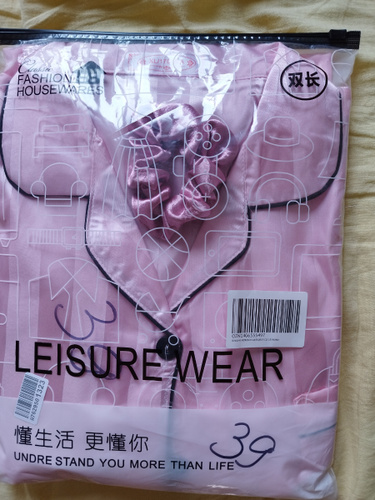 FASHION
HOUSEWARES
双长
39
LEISURE WEAR
懂生活 更懂你
39
UNDRE STAND YOU MORE THAN LIFE